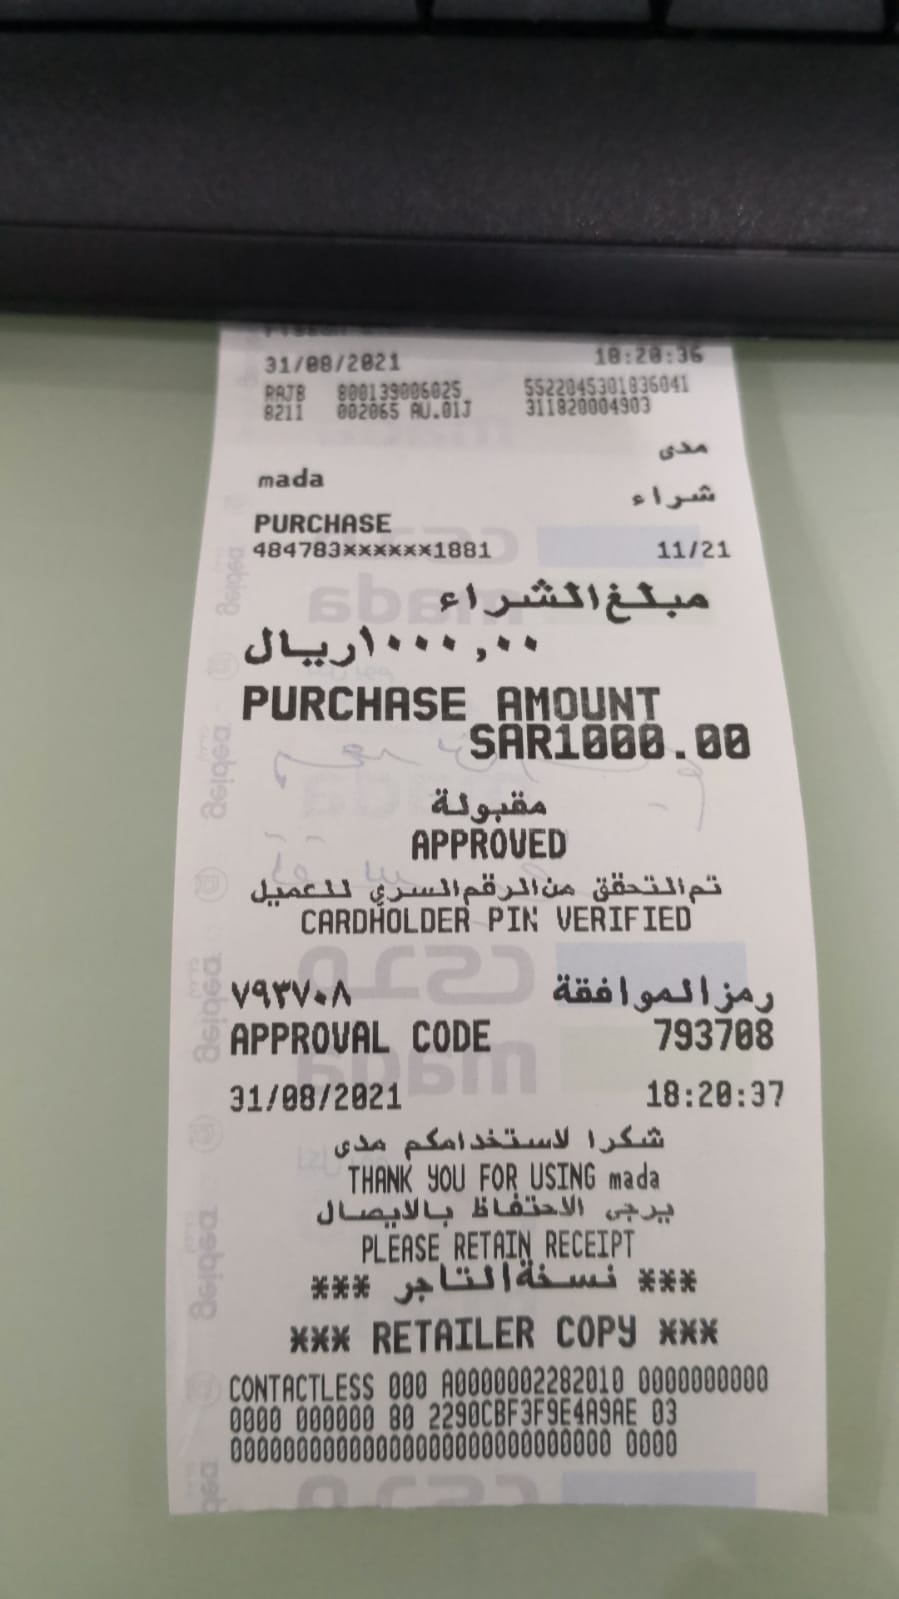 31/08/2021 18:20:36
RAJB 800139006025 5522045301836041
8211 002065 AU.01J 311820004903
مدى
mada
شراء
PURCHASE
484783××××××1881 11/21
مبلغ الشراء
١٠٠٠,٠٠ ريال
PURCHASE AMOUNT
SAR1000.00
مقبولة
APPROVED
تم التحقق من الرقم السري للعميل
CARDHOLDER PIN VERIFIED
رمز الموافقة ٧٩٣٧٠٨
APPROVAL CODE 793708
31/08/2021 18:20:37
شكرا لاستخدامكم مدى
THANK YOU FOR USING mada
يرجى الاحتفاظ بالايصال
PLEASE RETAIN RECEIPT
*** نسخة التاجر ***
*** RETAILER COPY ***
CONTACTLESS 000 A0000002282010 0000000000
0000 000000 80 2290CBF3F9E4A9AE 03
0000000000000000000000000000 0000